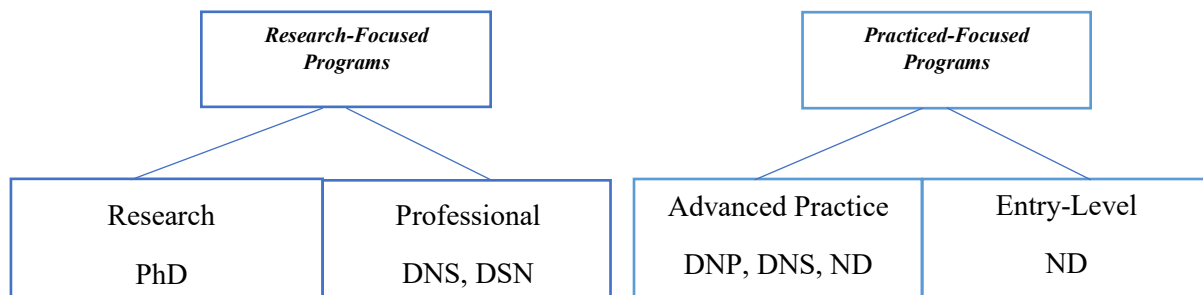 Research-Focused
Programs
Practiced-Focused
Programs
Research
PhD
Professional
DNS, DSN
Advanced Practice
DNP, DNS, ND
Entry-Level
ND